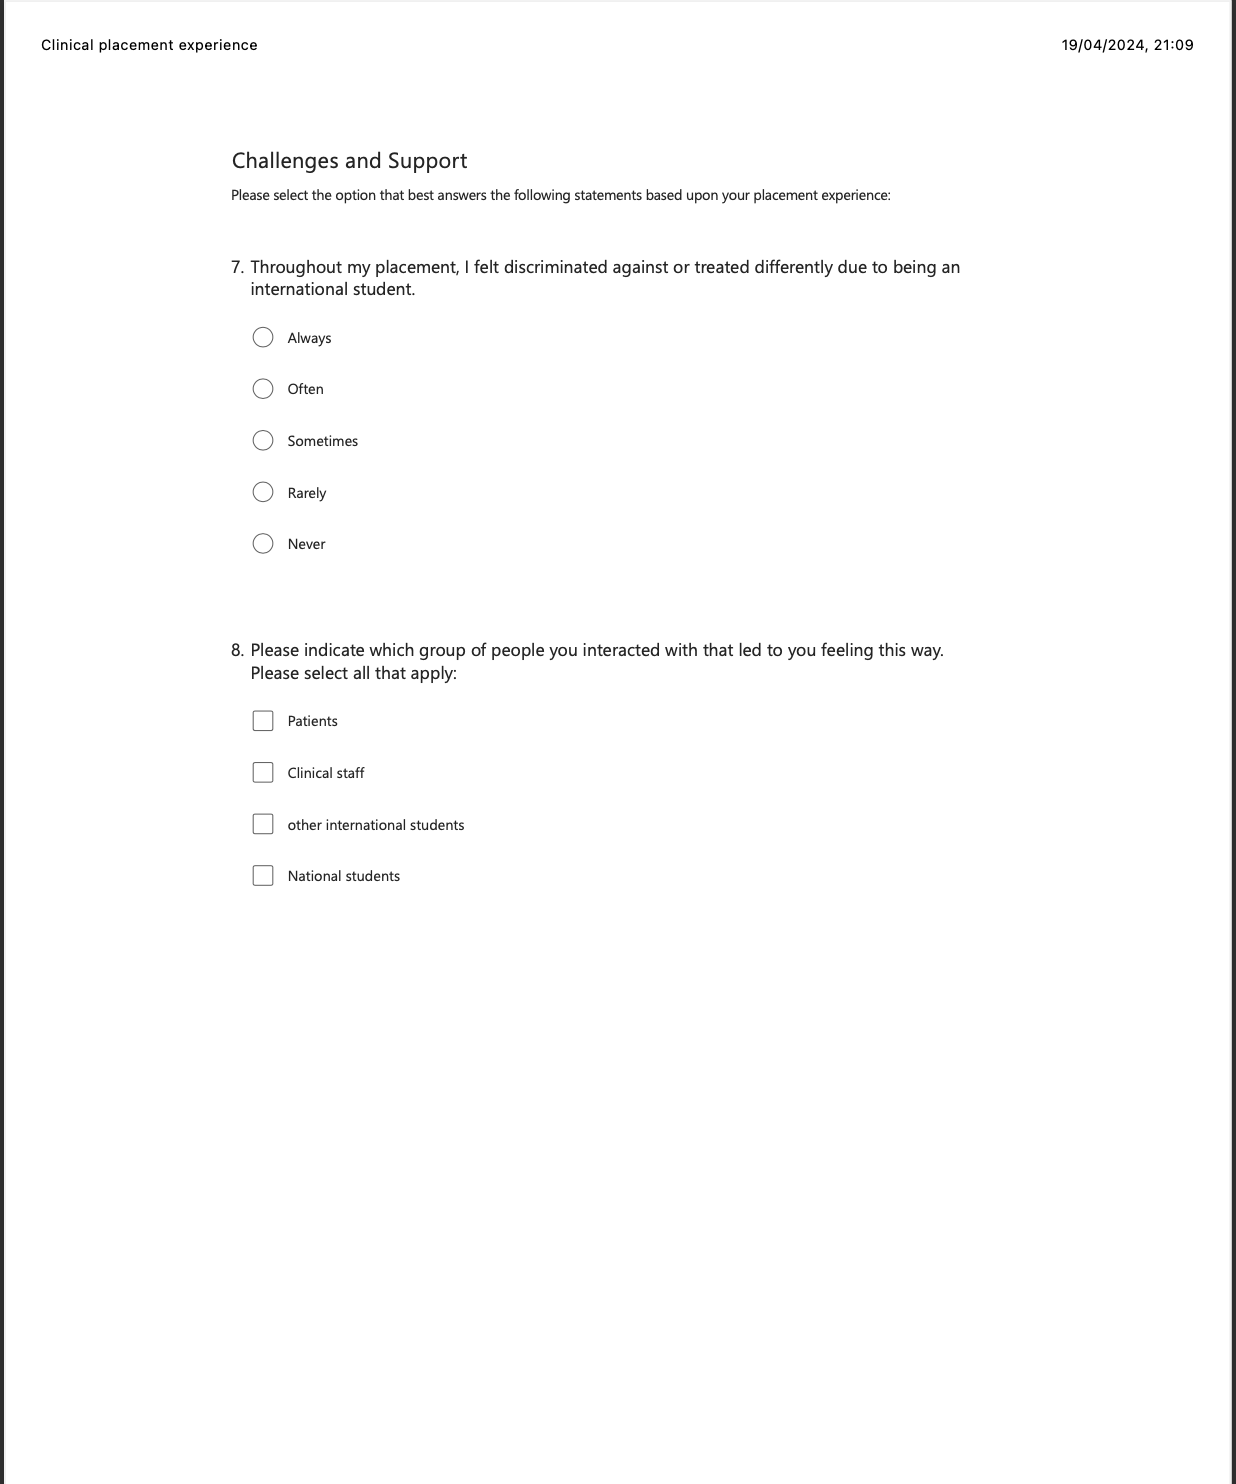 Clinical placement experience
19/04/2024, 21:09
Challenges and Support
Please select the option that best answers the following statements based upon your placement experience:
7. Throughout my placement, I felt discriminated against or treated differently due to being an
international student.
Always
Often
Sometimes
Rarely
Never
8. Please indicate which group of people you interacted with that led to you feeling this way.
Please select all that apply:
Patients
Clinical staff
other international students
National students